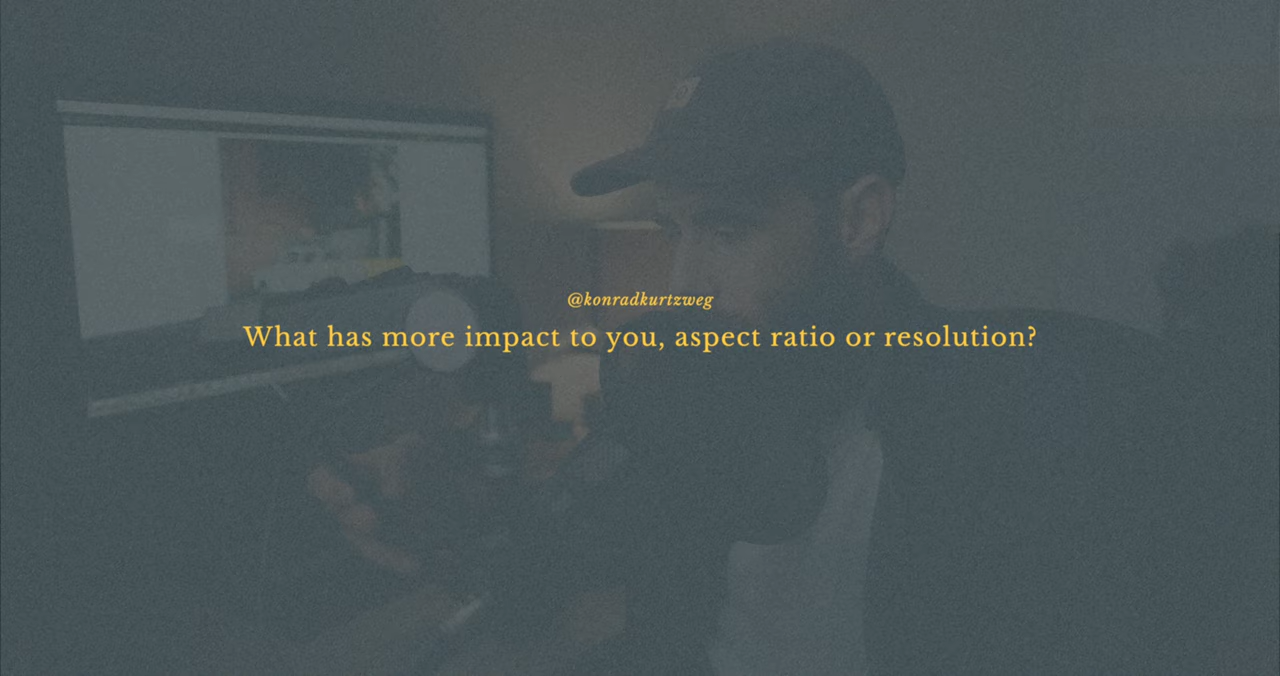 @konradkurtzweg
What has more impact to you, aspect ratio or resolution?